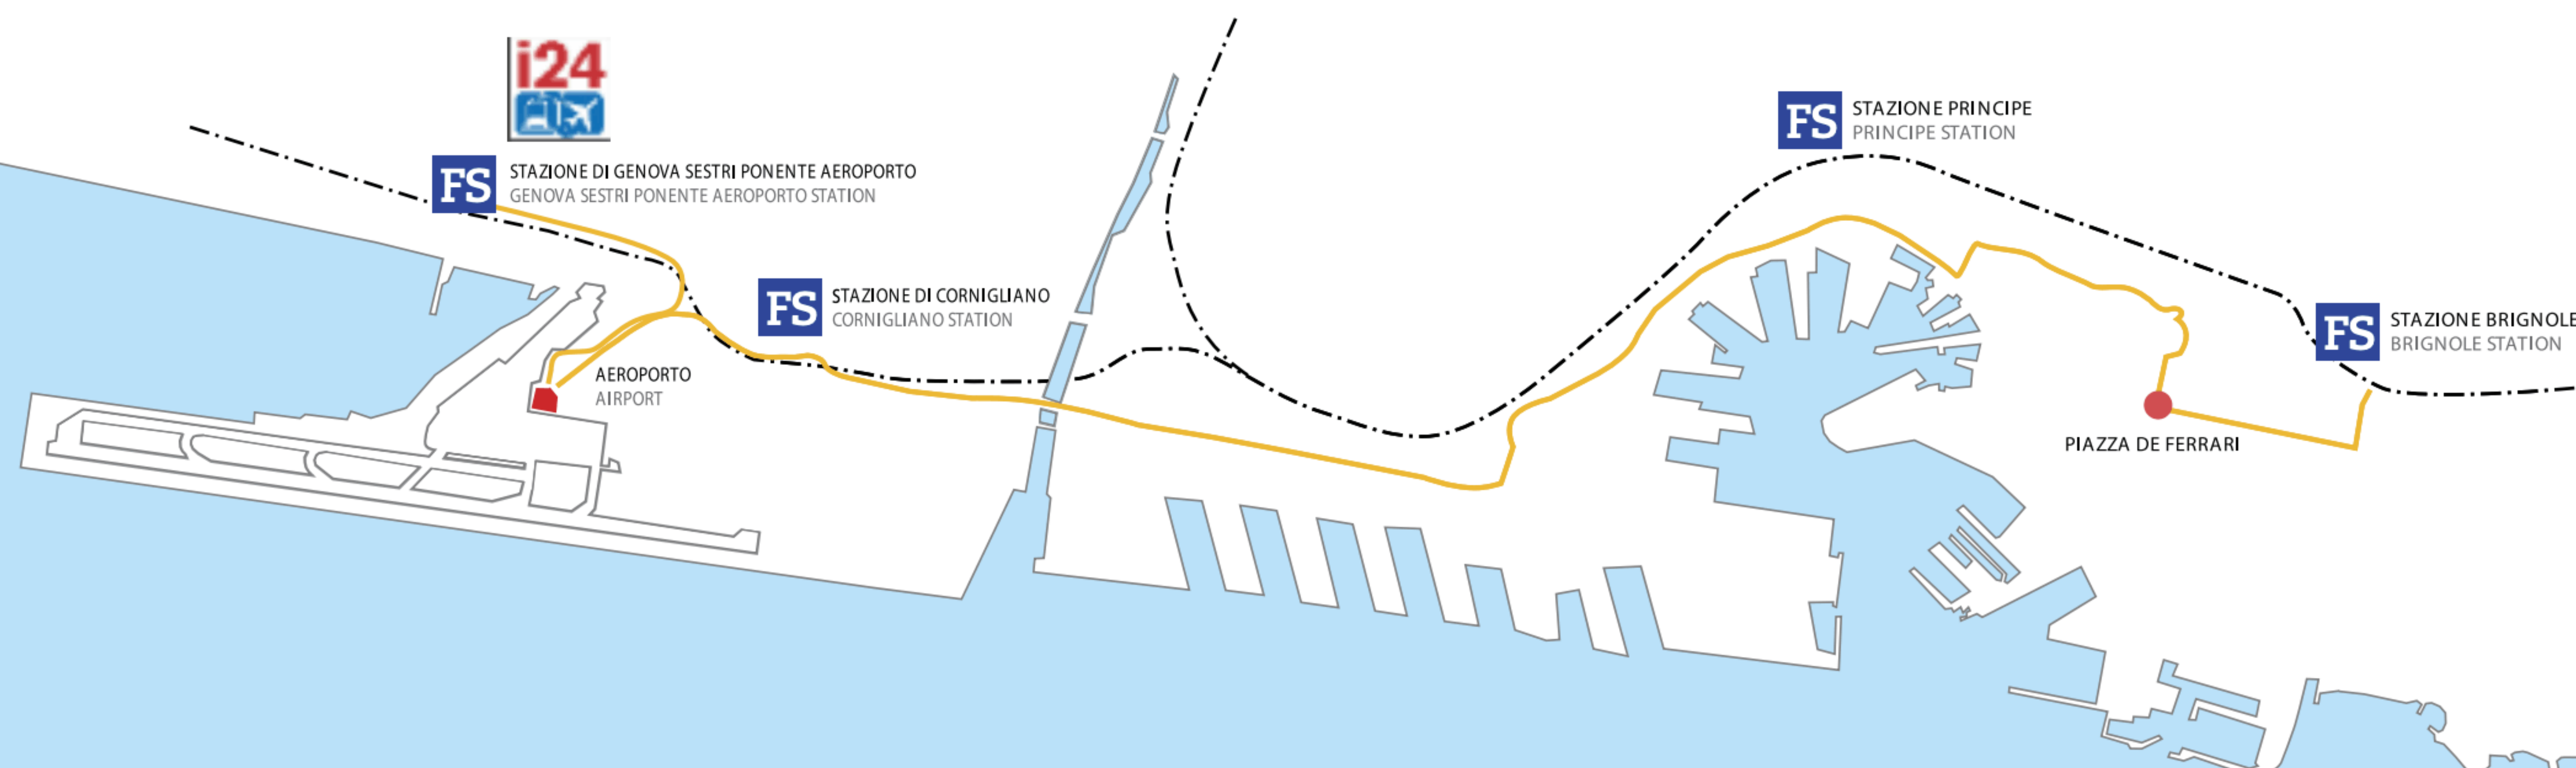 i24
FS
STAZIONE DI GENOVA SESTRI PONENTE AEROPORTO
GENOVA SESTRI PONENTE AEROPORTO STATION
FS
STAZIONE DI CORNIGLIANO
CORNIGLIANO STATION
AEROPORTO
AIRPORT
FS
STAZIONE PRINCIPE
PRINCIPE STATION
FS
STAZIONE BRIGNOLE
BRIGNOLE STATION
PIAZZA DE FERRARI